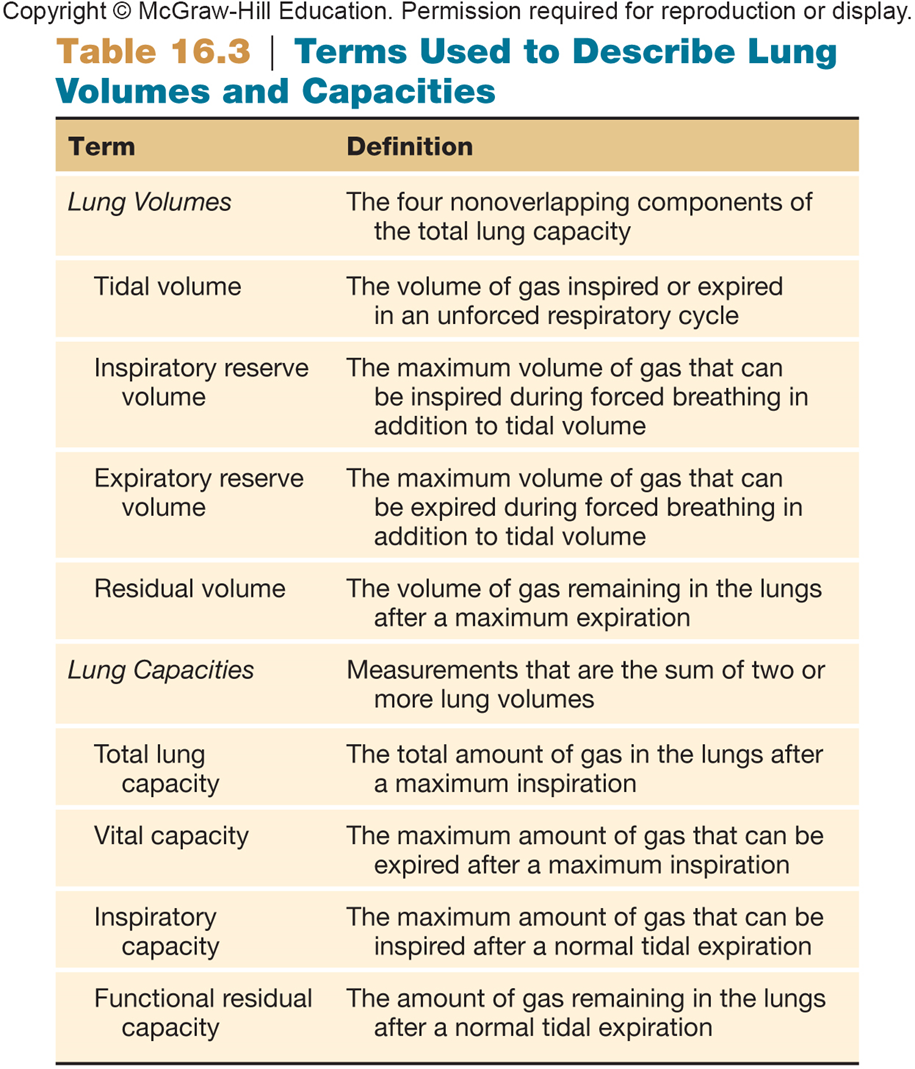 Copyright © McGraw-Hill Education. Permission required for reproduction or display.
Table 16.3 | Terms Used to Describe Lung
Volumes and Capacities
Term Definition
Lung Volumes The four nonoverlapping components of
the total lung capacity
Tidal volume The volume of gas inspired or expired
in an unforced respiratory cycle
Inspiratory reserve The maximum volume of gas that can
volume be inspired during forced breathing in
addition to tidal volume
Expiratory reserve The maximum volume of gas that can
volume be expired during forced breathing in
addition to tidal volume
Residual volume The volume of gas remaining in the lungs
after a maximum expiration
Lung Capacities Measurements that are the sum of two or
more lung volumes
Total lung The total amount of gas in the lungs after
capacity a maximum inspiration
Vital capacity The maximum amount of gas that can be
expired after a maximum inspiration
Inspiratory The maximum amount of gas that can be
capacity inspired after a normal tidal expiration
Functional residual The amount of gas remaining in the lungs
capacity after a normal tidal expiration